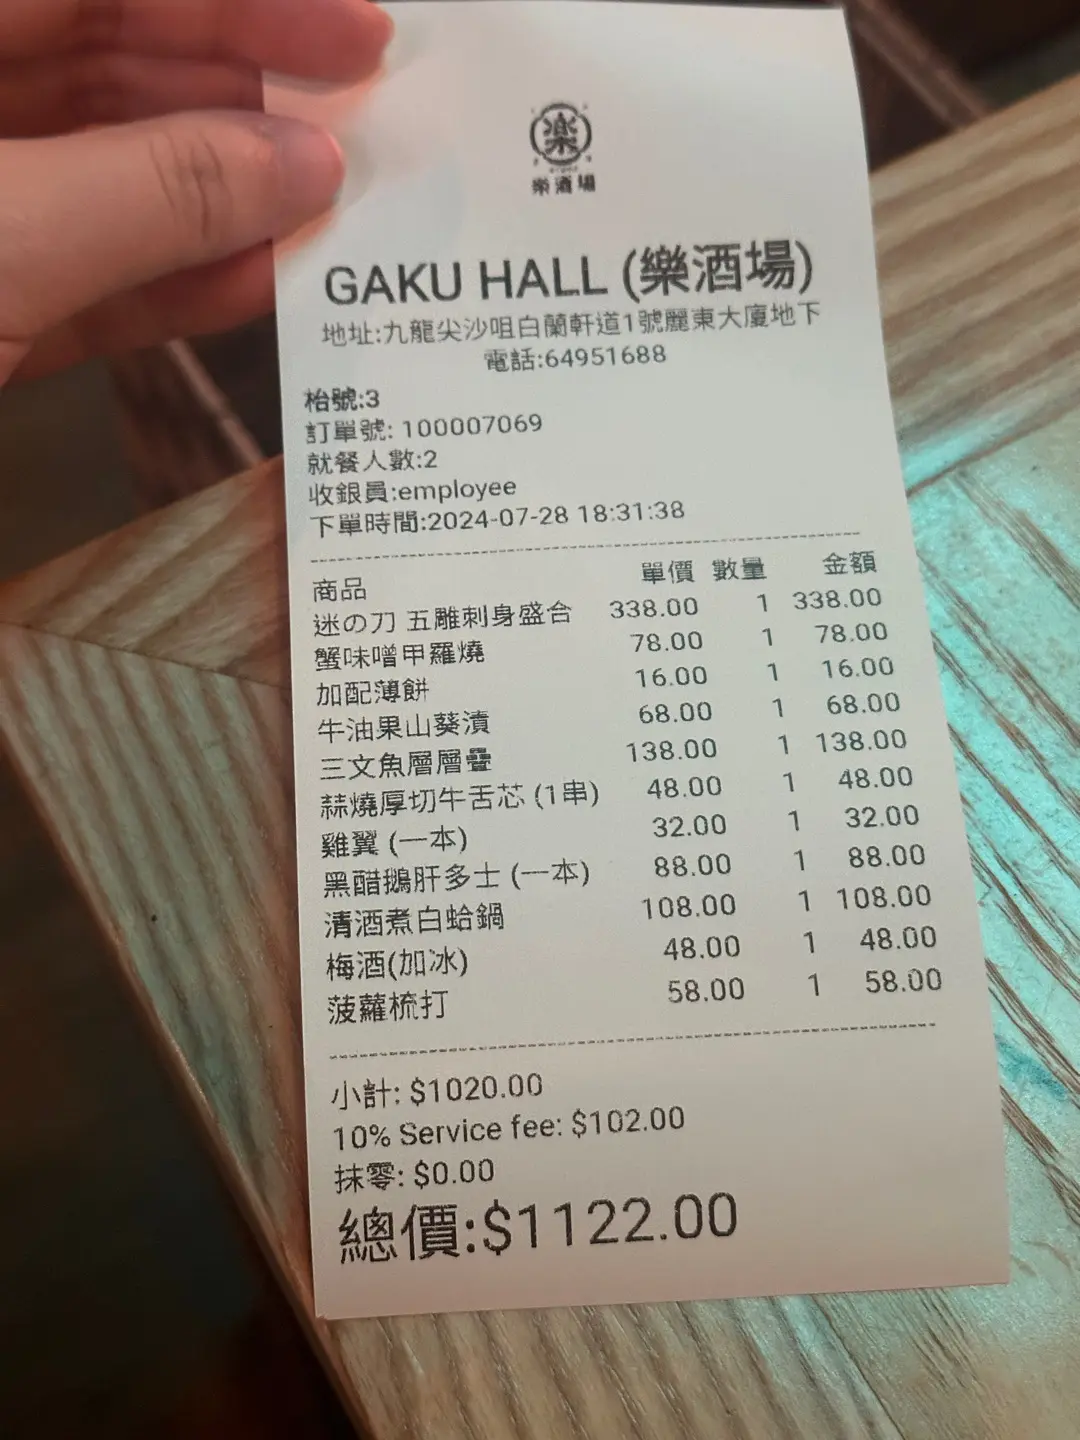 楽
樂酒場
GAKU HALL (樂酒場)
地址:九龍尖沙咀白蘭軒道1號麗東大廈地下
電話:64951688
枱號:3
訂單號: 100007069
就餐人數:2
收銀員:employee
下單時間:2024-07-28 18:31:38
商品 單價 數量 金額
迷の刀 五雕刺身盛合 338.00 1 338.00
蟹味噌甲羅燒 78.00 1 78.00
加配薄餅 16.00 1 16.00
牛油果山葵漬 68.00 1 68.00
三文魚層層疊 138.00 1 138.00
蒜燒厚切牛舌芯 (1串) 48.00 1 48.00
雞翼 (一本) 32.00 1 32.00
黑醋鵝肝多士 (一本) 88.00 1 88.00
清酒煮白蛤鍋 108.00 1 108.00
梅酒(加冰) 48.00 1 48.00
菠蘿梳打 58.00 1 58.00
小計: $1020.00
10% Service fee: $102.00
抹零: $0.00
總價:$1122.00